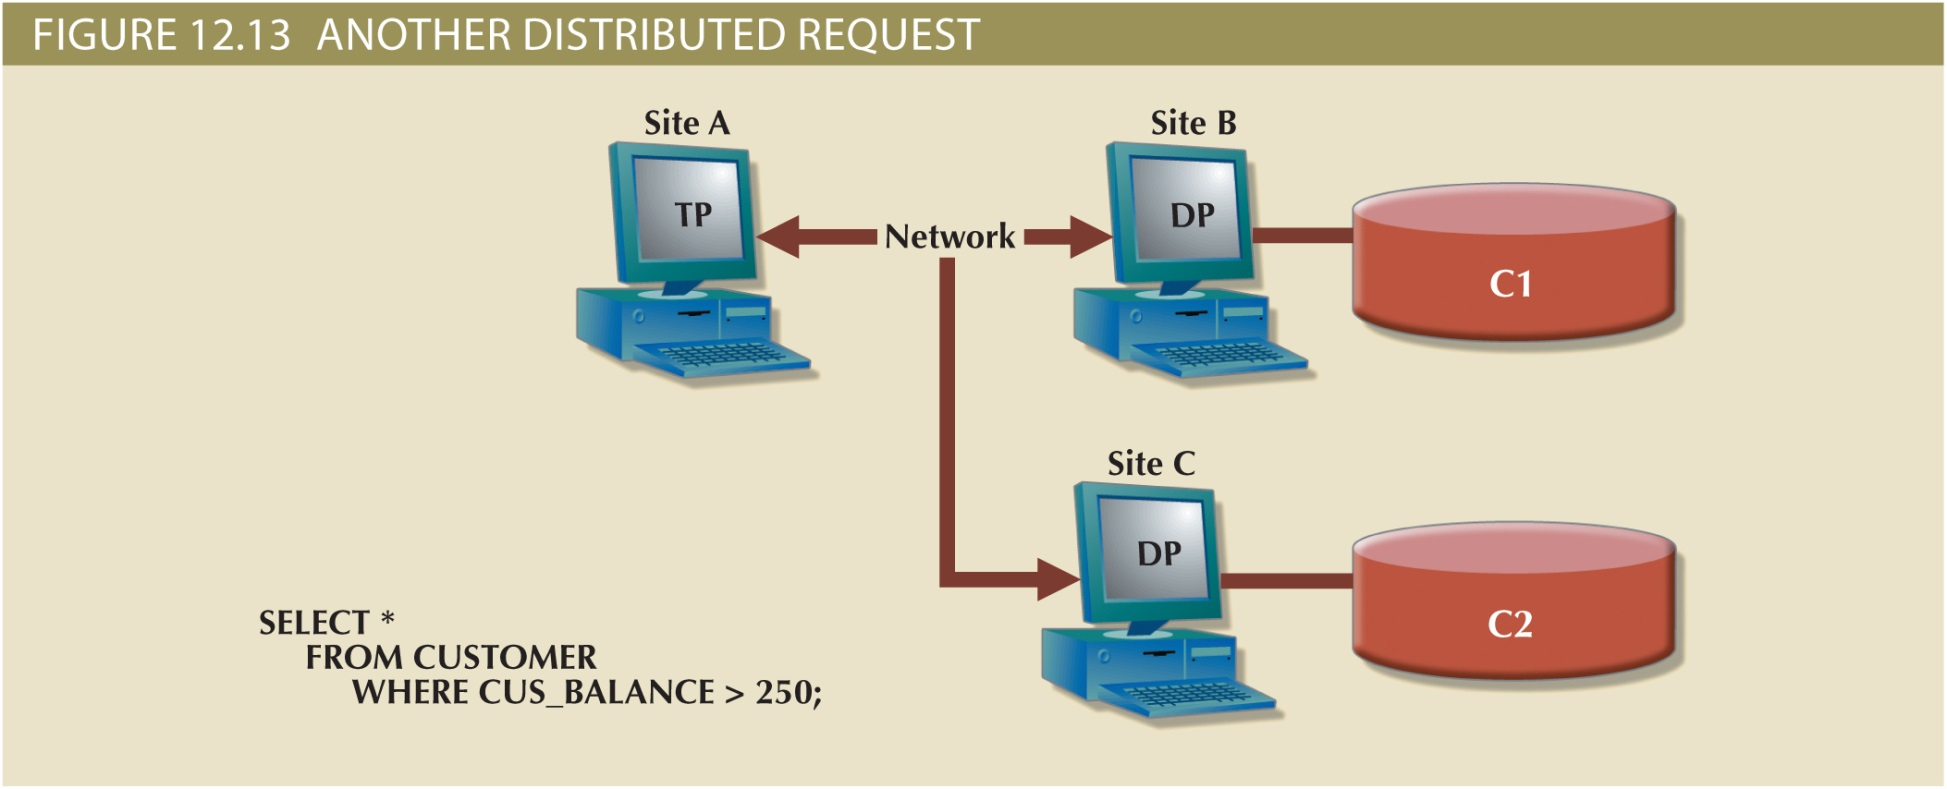 FIGURE 12.13 ANOTHER DISTRIBUTED REQUEST
Site A
Site B
TP
Network
DP
C1
Site C
DP
C2
SELECT *
FROM CUSTOMER
WHERE CUS_BALANCE > 250;